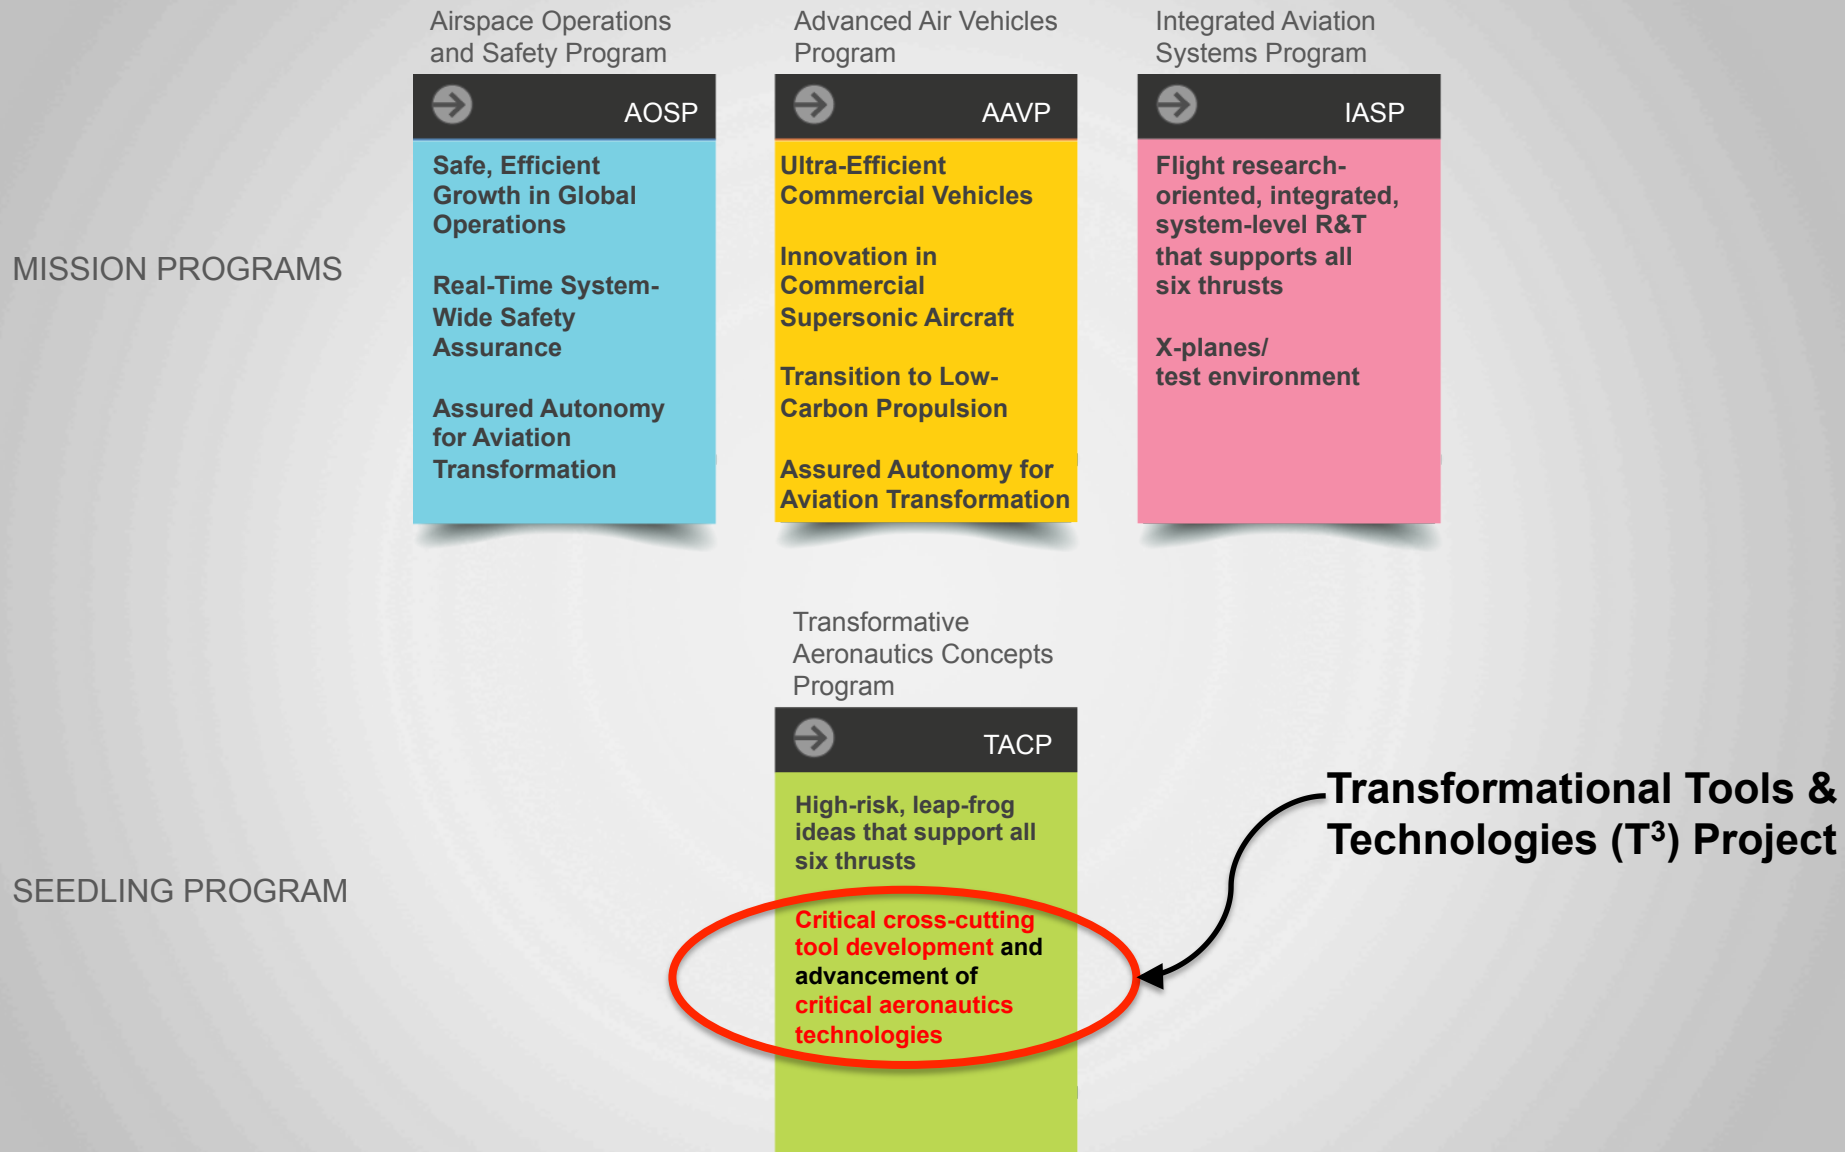 Airspace Operations
and Safety Program
AOSP
Safe, Efficient
Growth in Global
Operations
Real-Time System-
Wide Safety
Assurance
Assured Autonomy
for Aviation
Transformation
Advanced Air Vehicles
Program
AAVP
Ultra-Efficient
Commercial Vehicles
Innovation in
Commercial
Supersonic Aircraft
Transition to Low-
Carbon Propulsion
Assured Autonomy for
Aviation Transformation
Integrated Aviation
Systems Program
IASP
Flight research-
oriented, integrated,
system-level R&T
that supports all
six thrusts
X-planes/
test environment
MISSION PROGRAMS
Transformative
Aeronautics Concepts
Program
TACP
High-risk, leap-frog
ideas that support all
six thrusts
Critical cross-cutting
tool development and
advancement of
critical aeronautics
technologies
Transformational Tools &
Technologies (T³) Project
SEEDLING PROGRAM